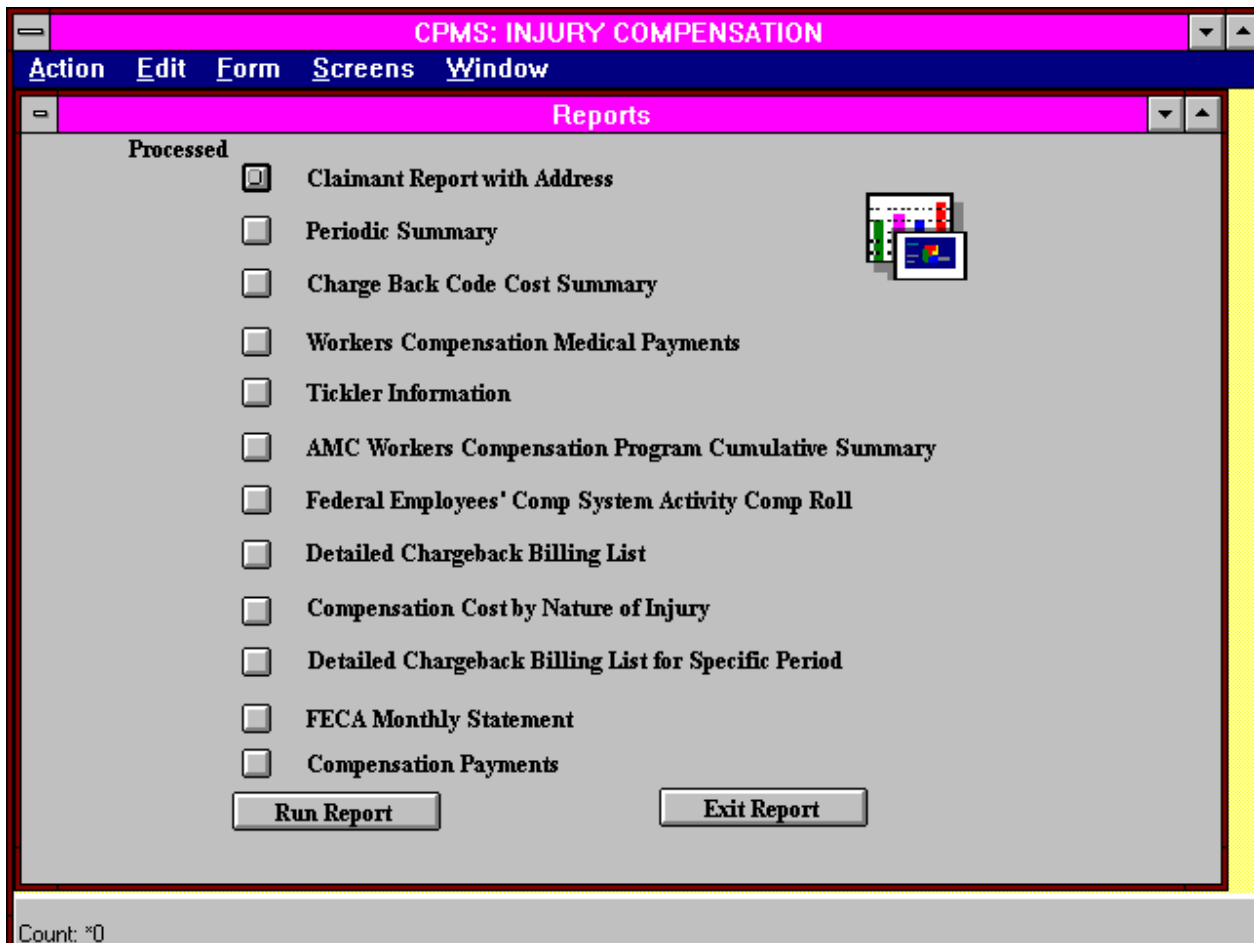 CPMS: INJURY COMPENSATION
Action Edit Form Screens Window
Reports
Processed
Claimant Report with Address
Periodic Summary
Charge Back Code Cost Summary
Workers Compensation Medical Payments
Tickler Information
AMC Workers Compensation Program Cumulative Summary
Federal Employees' Comp System Activity Comp Roll
Detailed Chargeback Billing List
Compensation Cost by Nature of Injury
Detailed Chargeback Billing List for Specific Period
FECA Monthly Statement
Compensation Payments
Run Report Exit Report
Count: *0